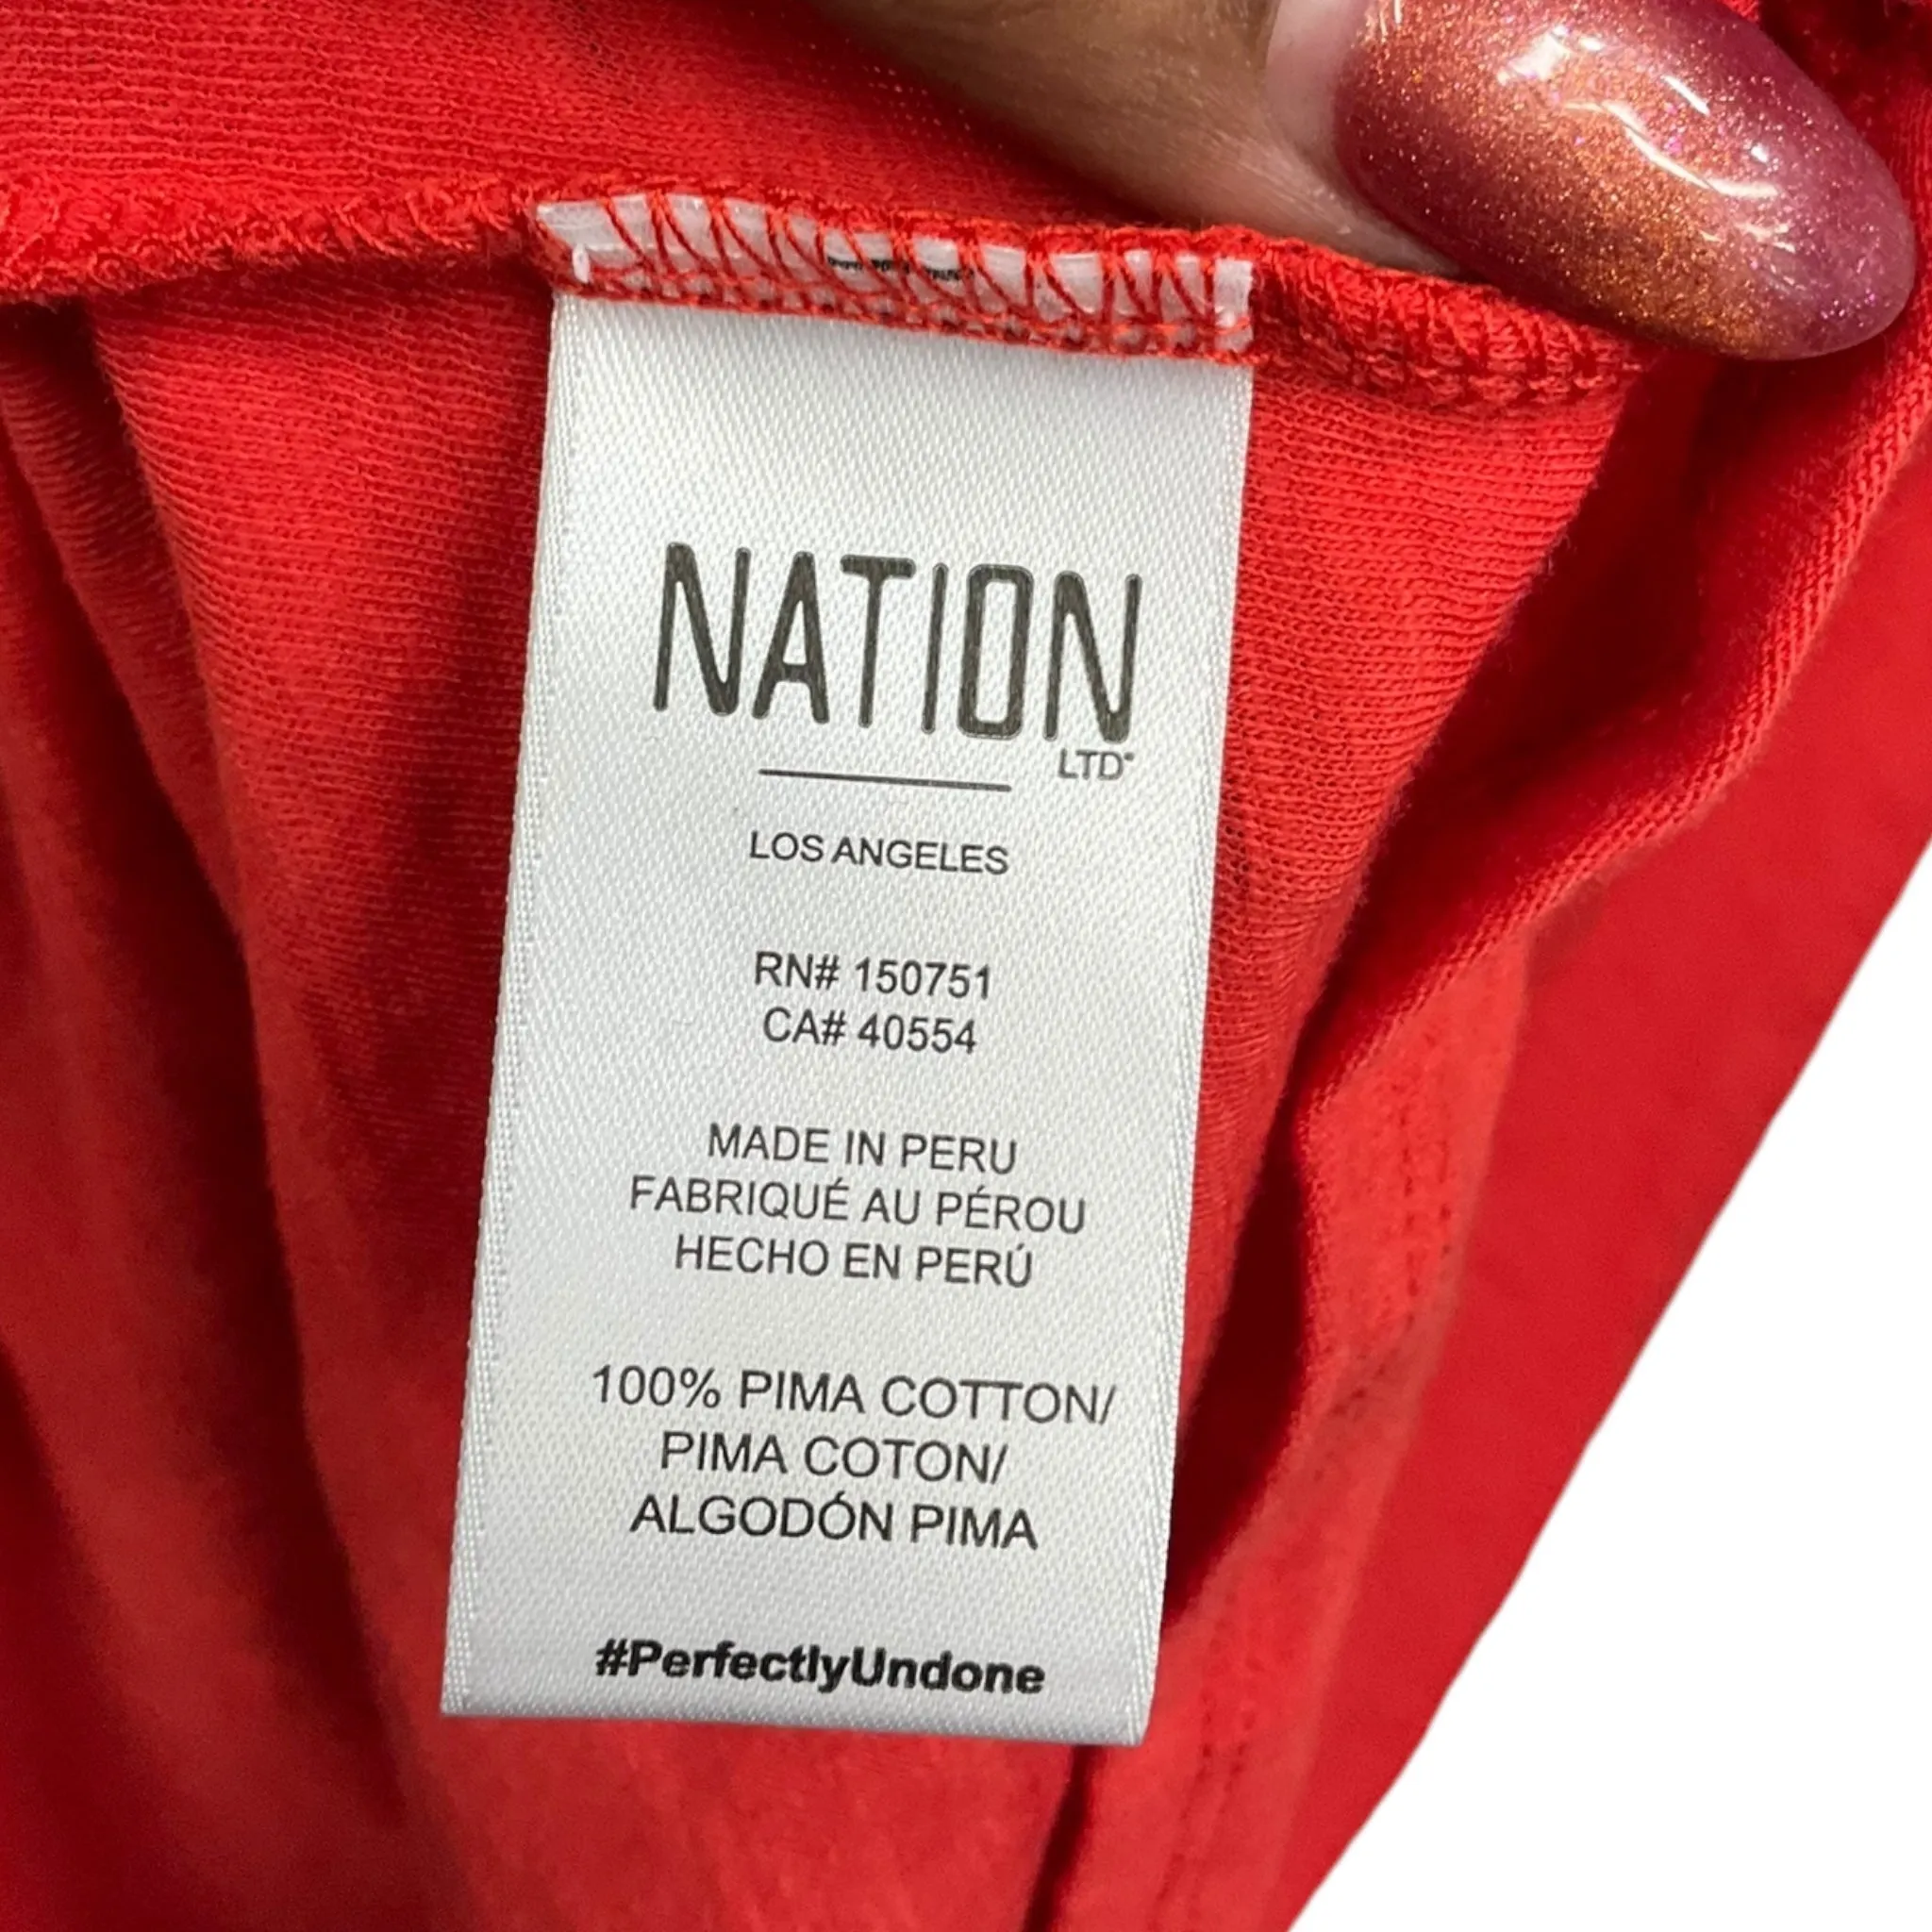 NATION
LTD
LOS ANGELES
RN# 150751
CA# 40554
MADE IN PERU
FABRIQUÉ AU PÉROU
HECHO EN PERÚ
100% PIMA COTTON/
PIMA COTON/
ALGODÓN PIMA
#PerfectlyUndone